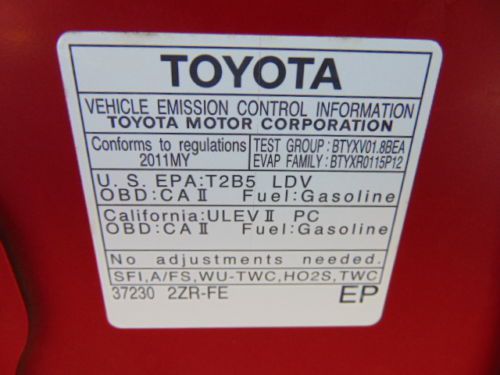 TOYOTA
VEHICLE EMISSION CONTROL INFORMATION
TOYOTA MOTOR CORPORATION
Conforms to regulations
2011MY
TEST GROUP : BTYXV01.8BEA
EVAP FAMILY : BTYXR0115P12
U. S. EPA:T2B5 LDV
OBD:CAⅡ Fuel:Gasoline
California:ULEVⅡ PC
OBD:CAⅡ Fuel:Gasoline
No adjustments needed.
SFI,A/FS,WU-TWC,HO2S,TWC
37230 2ZR-FE
EP